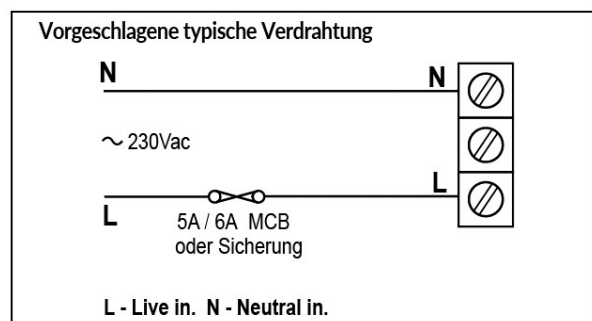 Vorgeschlagene typische Verdrahtung
N N
~ 230Vac
L L
5A / 6A MCB
oder Sicherung
L - Live in. N - Neutral in.